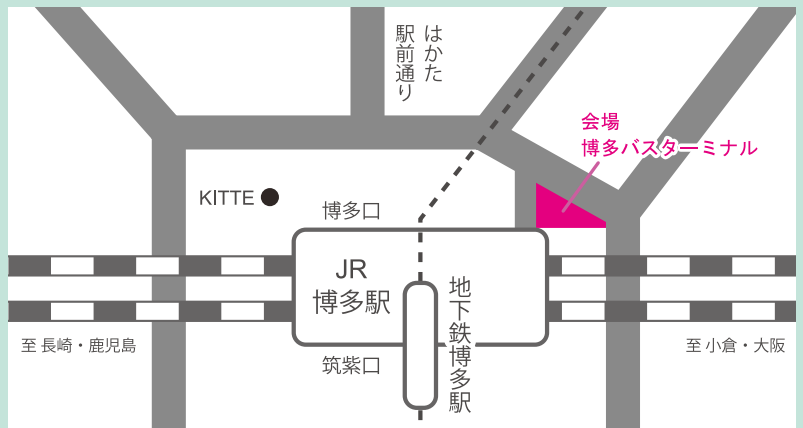 はかた
駅前通り
会場
博多バスターミナル
KITTE
博多口
JR
博多駅
地下鉄博多駅
至 長崎・鹿児島
筑紫口
至 小倉・大阪